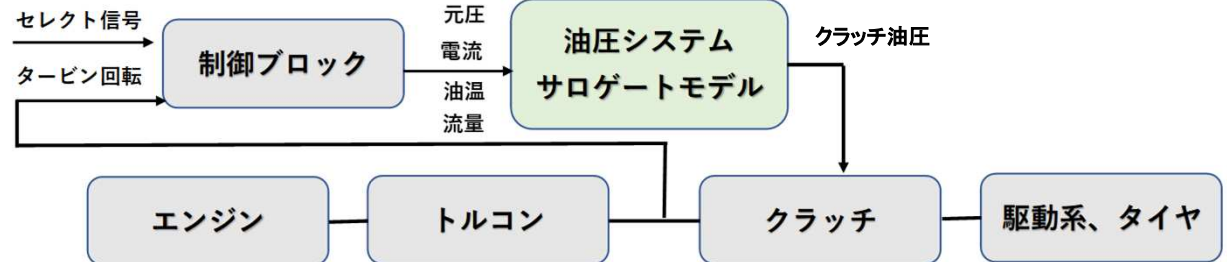 セレクト信号
タービン回転
制御ブロック
元圧
電流
油温
流量
油圧システム
サロゲートモデル
クラッチ油圧
エンジン
トルコン
クラッチ
駆動系、タイヤ